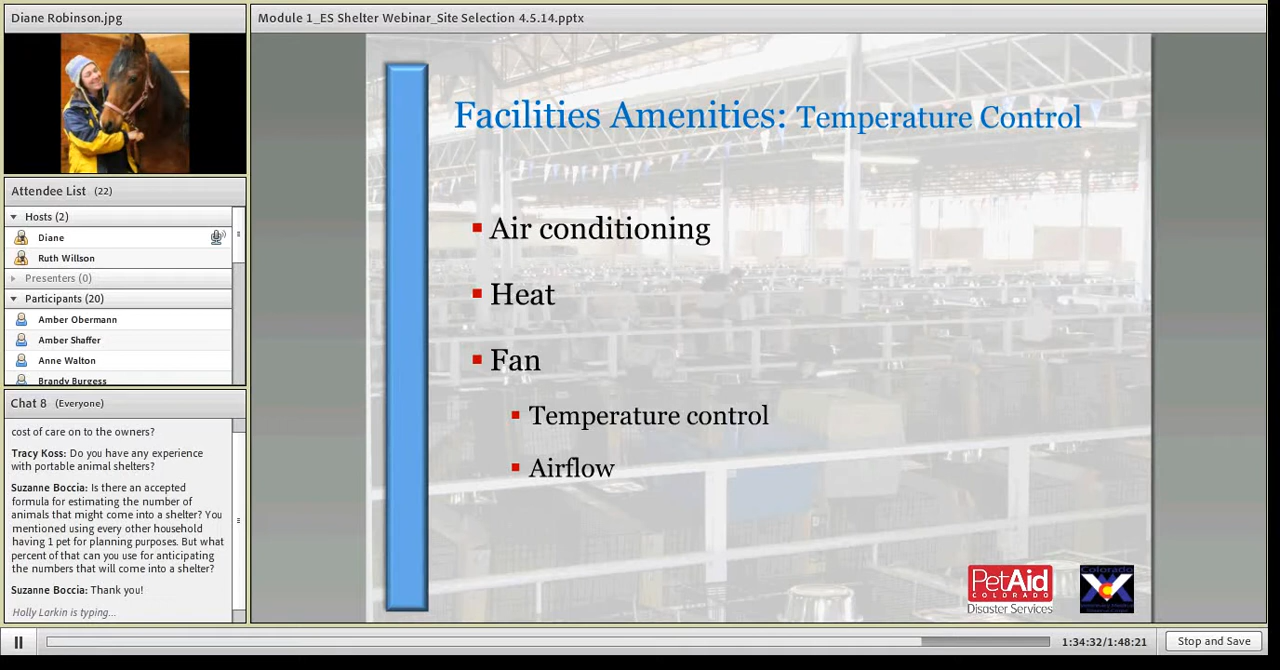 Diane Robinson.jpg
Module 1_ES Shelter Webinar_Site Selection 4.5.14.pptx
Attendee List (22)
Hosts (2)
Diane
Ruth Willson
Presenters (0)
Participants (20)
Amber Obermann
Amber Shaffer
Anne Walton
Brandy Burgess
Chat 8 (Everyone)
cost of care on to the owners?
Tracy Koss: Do you have any experience
with portable animal shelters?
Suzanne Boccia: Is there an accepted
formula for estimating the number of
animals that might come into a shelter? You
mentioned using every other household
having 1 pet for planning purposes. But what
percent of that can you use for anticipating
the numbers that will come into a shelter?
Suzanne Boccia: Thank you!
Holly Larkin is typing...
Facilities Amenities: Temperature Control
Air conditioning
Heat
Fan
Temperature control
Airflow
PetAid
COLORADO
Disaster Services
Colorado
1:34:32/1:48:21
Stop and Save